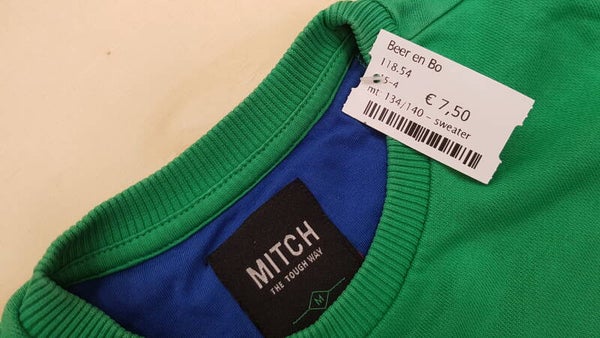 Beer en Bo
118.54
€ 7,50
mt: 134/140 - sweater
MITCH
THE TOUGH WAY
M